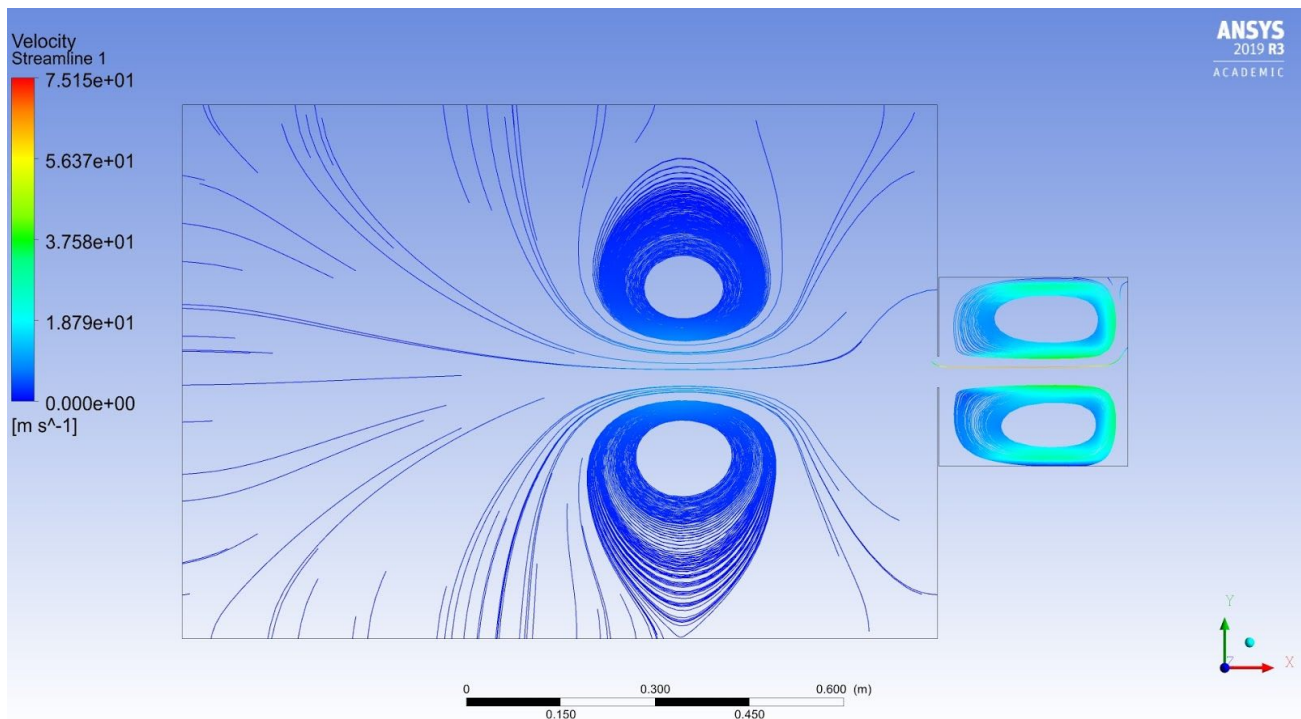 Velocity
Streamline 1
7.515e+01
5.637e+01
3.758e+01
1.879e+01
0.000e+00
[m s^-1]
ANSYS
2019 R3
ACADEMIC
0 0.300 0.600 (m)
0.150 0.450
Y
Z X